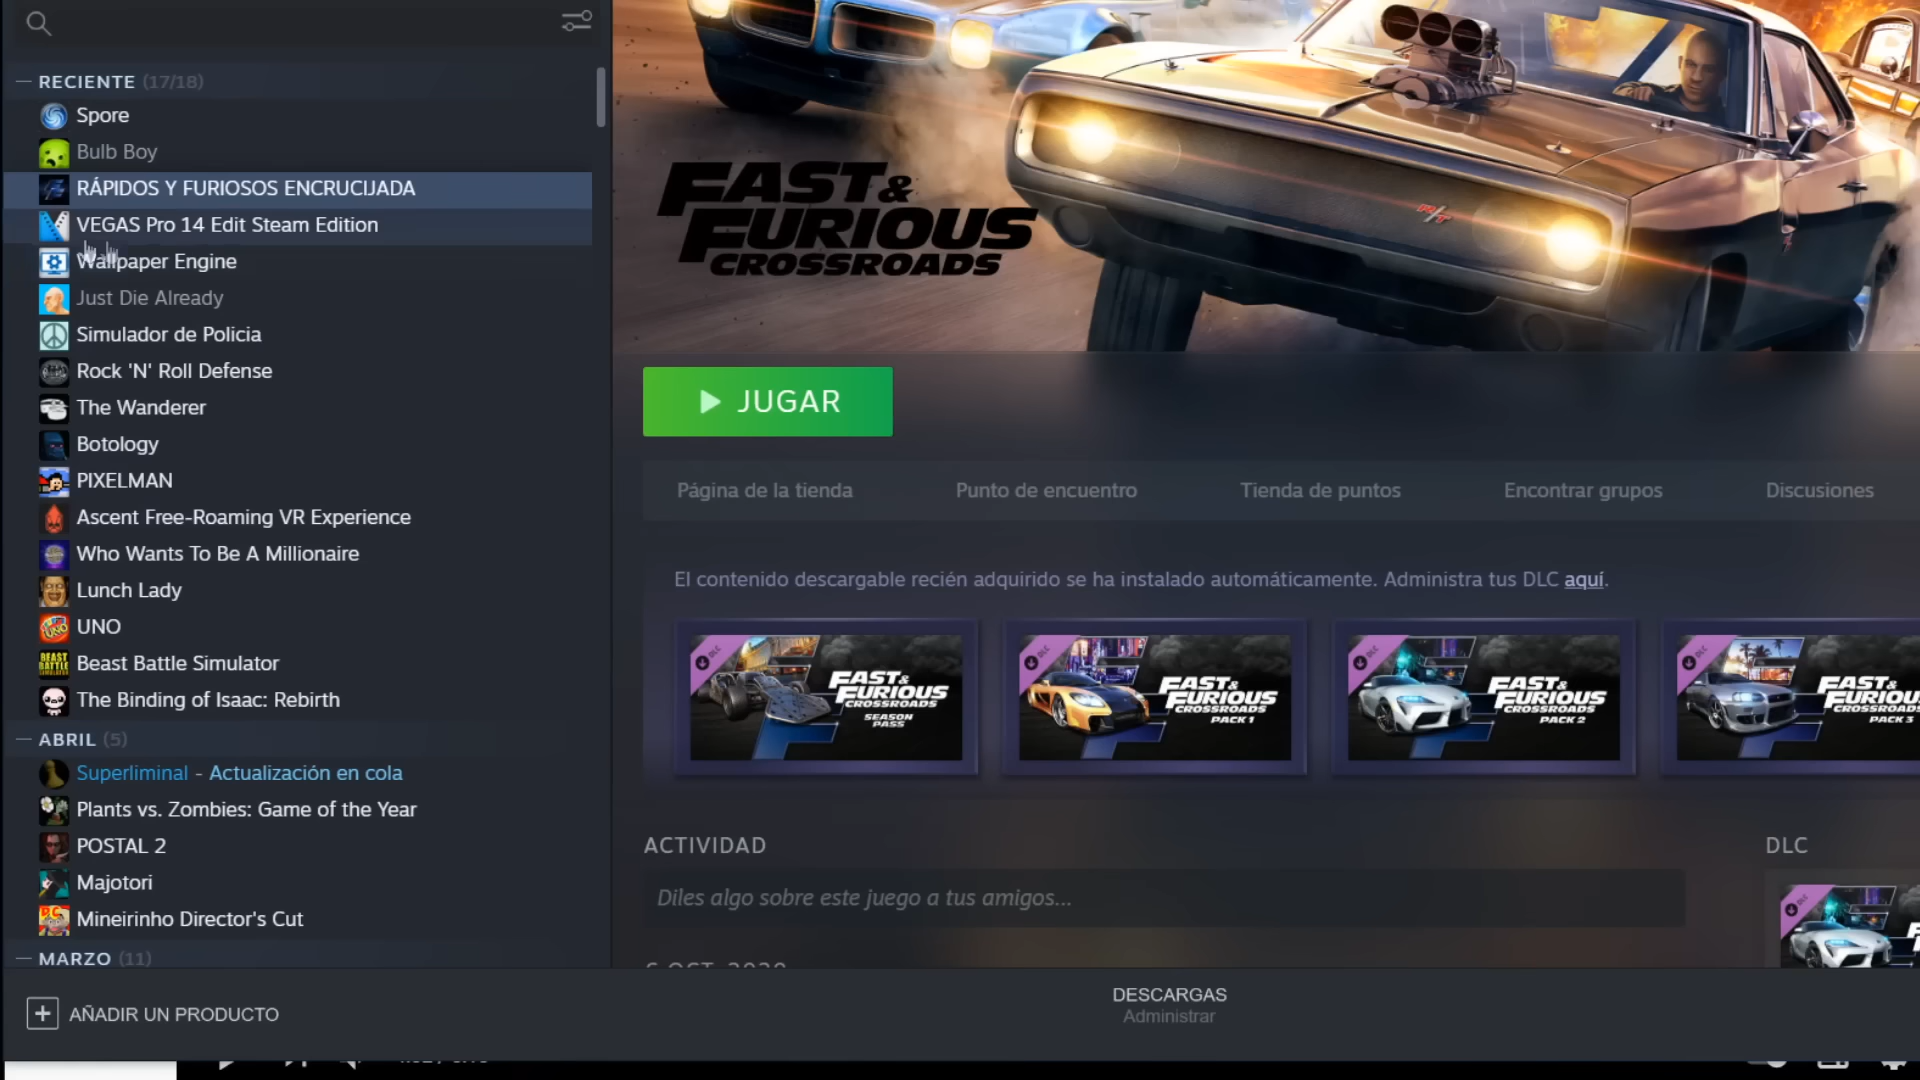 RECIENTE (17/18)
Spore
Bulb Boy
RÁPIDOS Y FURIOSOS ENCRUCIJADA
VEGAS Pro 14 Edit Steam Edition
Wallpaper Engine
Just Die Already
Simulador de Policia
Rock 'N' Roll Defense
The Wanderer
Botology
PIXELMAN
Ascent Free-Roaming VR Experience
Who Wants To Be A Millionaire
Lunch Lady
UNO
Beast Battle Simulator
The Binding of Isaac: Rebirth
ABRIL (5)
Superliminal - Actualización en cola
Plants vs. Zombies: Game of the Year
POSTAL 2
Majotori
Mineirinho Director's Cut
MARZO (11)
AÑADIR UN PRODUCTO
FAST &
FURIOUS
CROSSROADS
R/T
JUGAR
Página de la tienda
Punto de encuentro
Tienda de puntos
Encontrar grupos
Discusiones
El contenido descargable recién adquirido se ha instalado automáticamente. Administra tus DLC aquí.
DLC
FAST &
FURIOUS
CROSSROADS
SEASON
PASS
DLC
FAST &
FURIOUS
CROSSROADS
PACK 1
DLC
FAST &
FURIOUS
CROSSROADS
PACK 2
DLC
FAST &
FURIOU
CROSSROADS
PACK 3
ACTIVIDAD
Diles algo sobre este juego a tus amigos...
DLC
DLC
DESCARGAS
Administrar